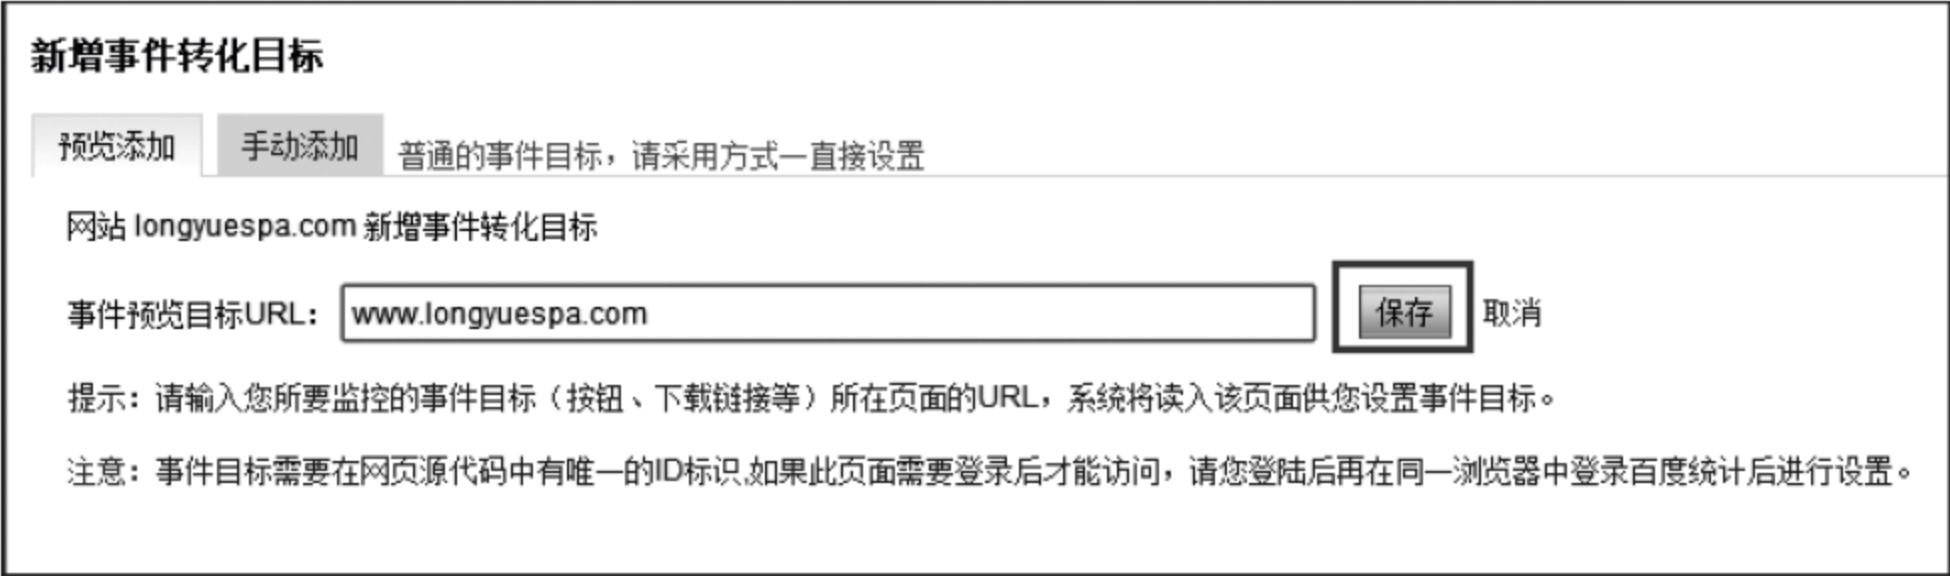 新增事件转化目标
预览添加 手动添加 普通的事件目标，请采用方式一直接设置
网站 longyuespa.com 新增事件转化目标
事件预览目标URL： www.longyuespa.com 保存 取消
提示：请输入您所要监控的事件目标（按钮、下载链接等）所在页面的URL，系统将读入该页面供您设置事件目标。
注意：事件目标需要在网页源代码中有唯一的ID标识,如果此页面需要登录后才能访问，请您登陆后再在同一浏览器中登录百度统计后进行设置。